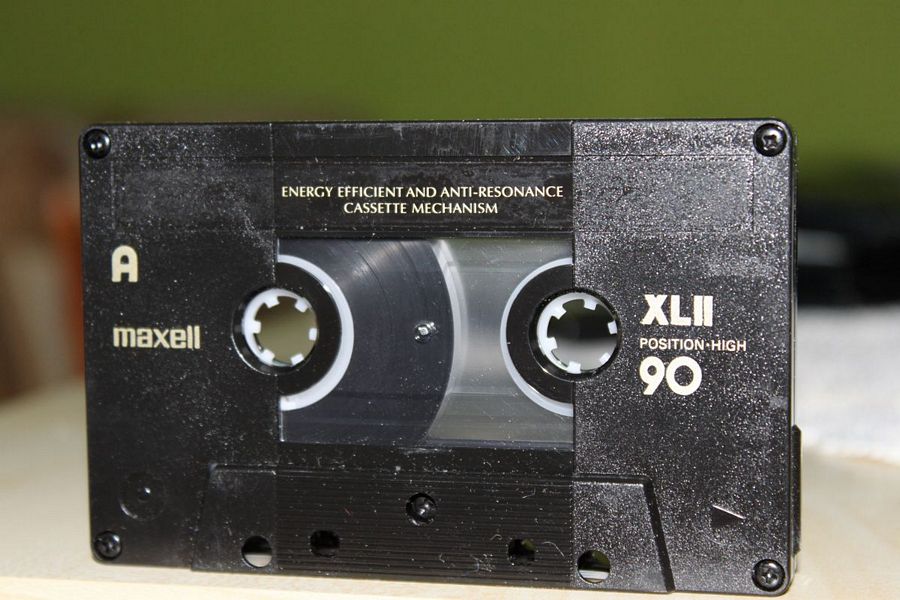 ENERGY EFFICIENT AND ANTI-RESONANCE
CASSETTE MECHANISM
A
maxell
XLII
POSITION·HIGH
90